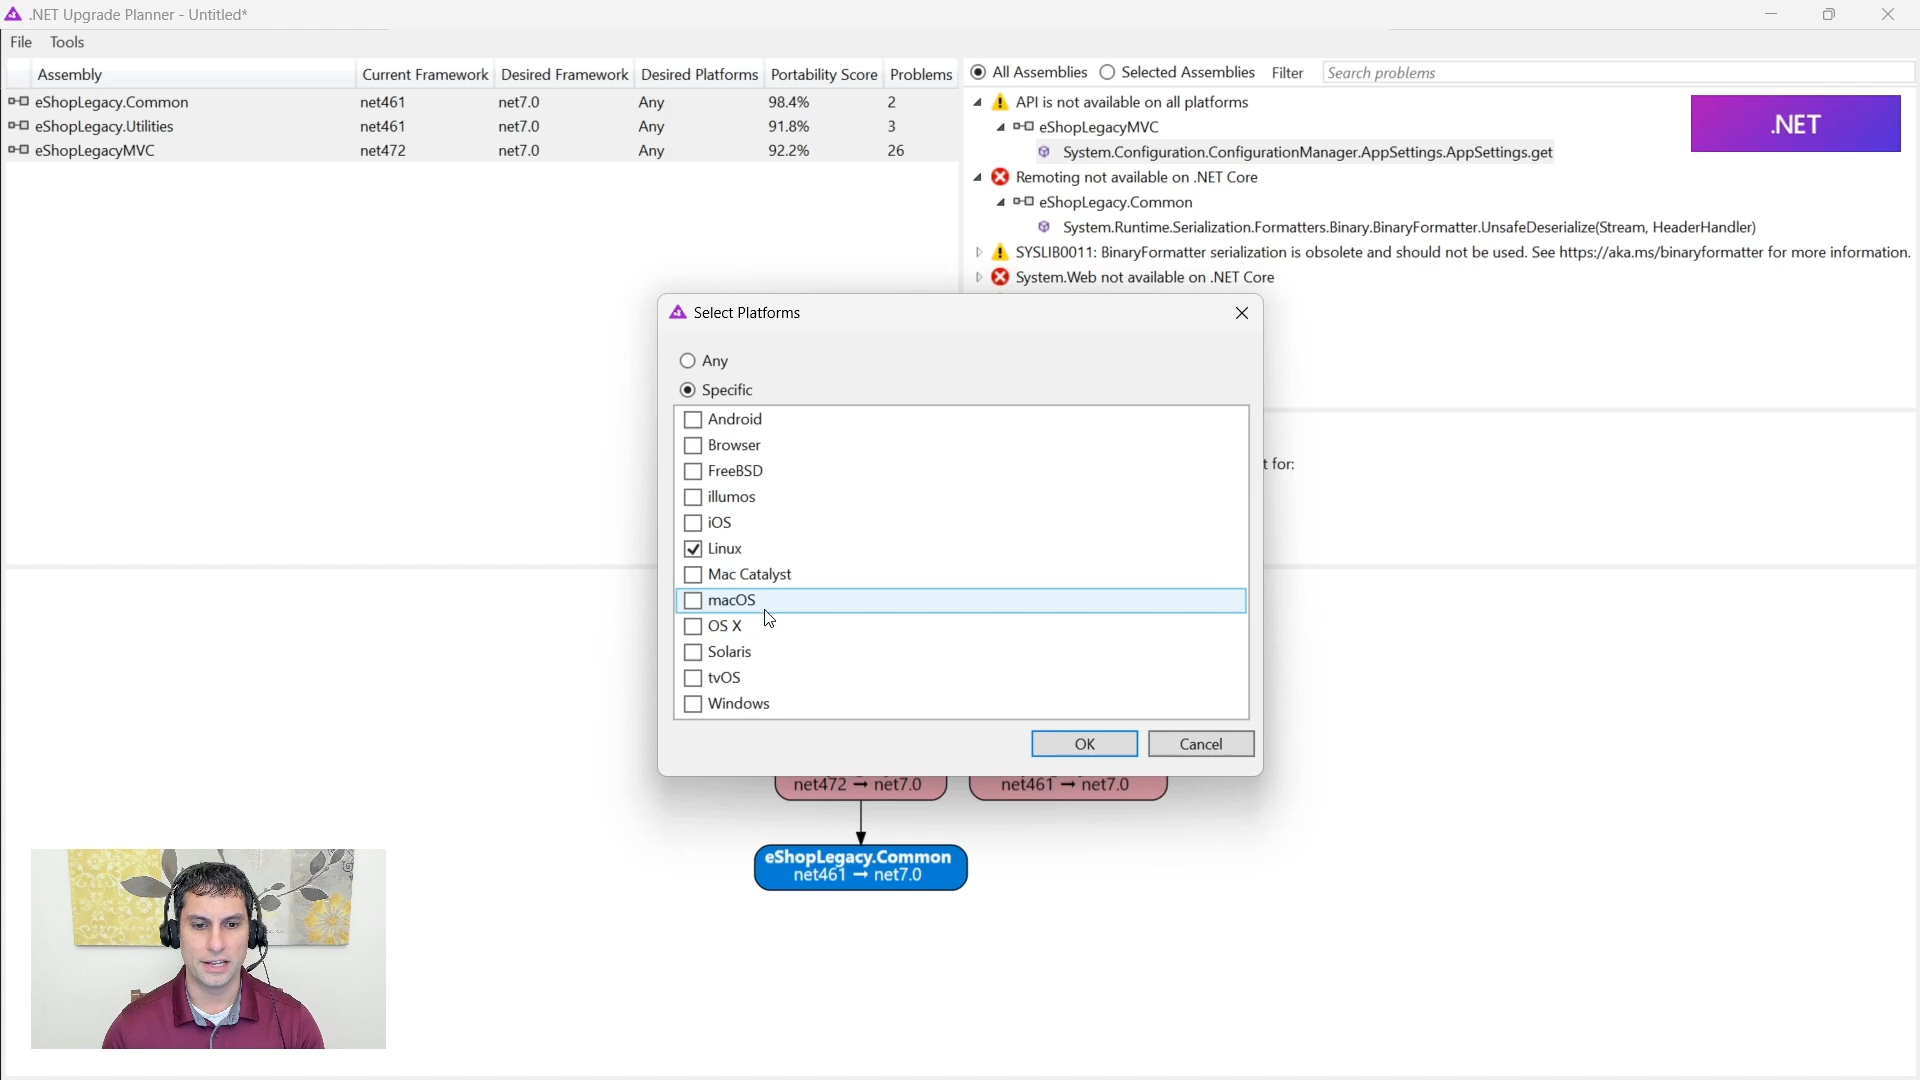 .NET Upgrade Planner - Untitled*
File Tools
Assembly Current Framework Desired Framework Desired Platforms Portability Score Problems
eShopLegacy.Common net461 net7.0 Any 98.4% 2
eShopLegacy.Utilities net461 net7.0 Any 91.8% 3
eShopLegacyMVC net472 net7.0 Any 92.2% 26
All Assemblies Selected Assemblies Filter Search problems
API is not available on all platforms
eShopLegacyMVC
System.Configuration.ConfigurationManager.AppSettings.AppSettings.get
Remoting not available on .NET Core
eShopLegacy.Common
System.Runtime.Serialization.Formatters.Binary.BinaryFormatter.UnsafeDeserialize(Stream, HeaderHandler)
SYSLIB0011: BinaryFormatter serialization is obsolete and should not be used. See https://aka.ms/binaryformatter for more information.
System.Web not available on .NET Core
.NET
Select Platforms
Any
Specific
Android
Browser
FreeBSD
illumos
iOS
Linux
Mac Catalyst
macOS
OS X
Solaris
tvOS
Windows
OK Cancel
t for:
net472 → net7.0
net461 → net7.0
eShopLegacy.Common
net461 → net7.0